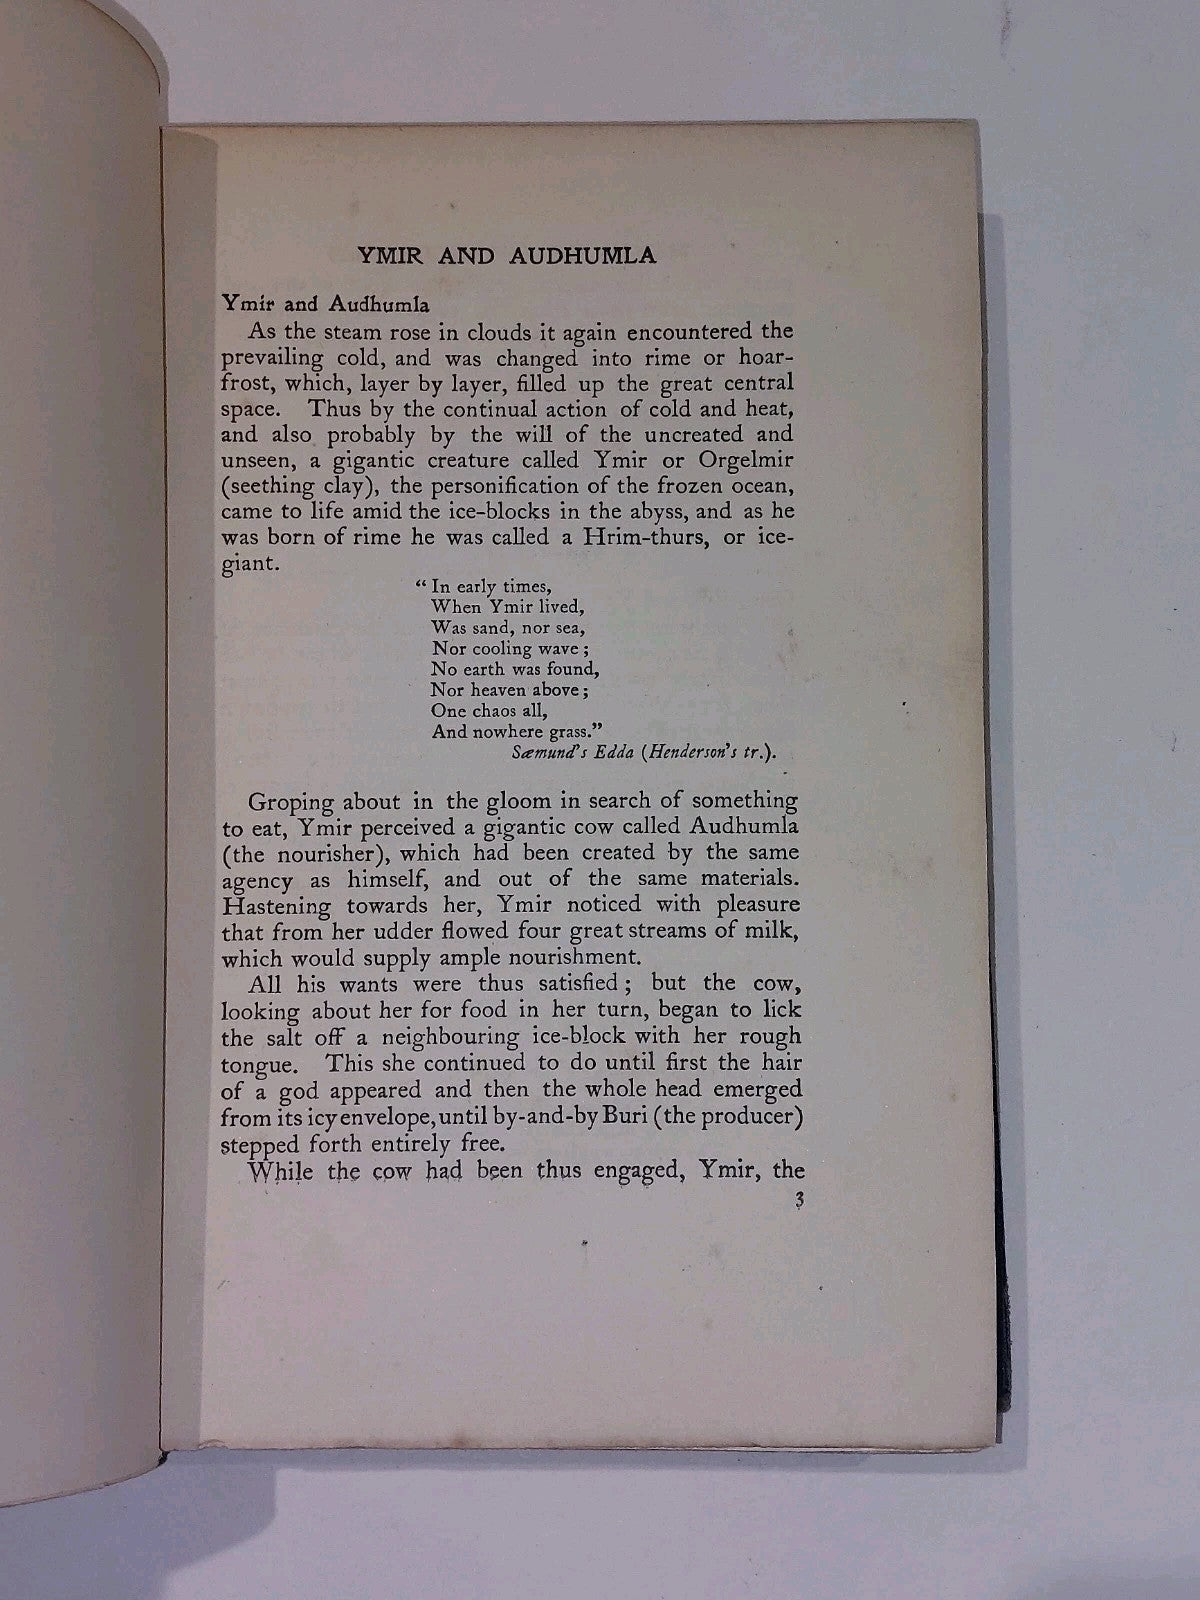 YMIR AND AUDHUMLA
Ymir and Audhumla
As the steam rose in clouds it again encountered the
prevailing cold, and was changed into rime or hoar-
frost, which, layer by layer, filled up the great central
space. Thus by the continual action of cold and heat,
and also probably by the will of the uncreated and
unseen, a gigantic creature called Ymir or Orgelmir
(seething clay), the personification of the frozen ocean,
came to life amid the ice-blocks in the abyss, and as he
was born of rime he was called a Hrim-thurs, or ice-
giant.
“ In early times,
When Ymir lived,
Was sand, nor sea,
Nor cooling wave ;
No earth was found,
Nor heaven above ;
One chaos all,
And nowhere grass.”
Sæmund's Edda (Henderson's tr.).
Groping about in the gloom in search of something
to eat, Ymir perceived a gigantic cow called Audhumla
(the nourisher), which had been created by the same
agency as himself, and out of the same materials.
Hastening towards her, Ymir noticed with pleasure
that from her udder flowed four great streams of milk,
which would supply ample nourishment.
All his wants were thus satisfied ; but the cow,
looking about her for food in her turn, began to lick
the salt off a neighbouring ice-block with her rough
tongue. This she continued to do until first the hair
of a god appeared and then the whole head emerged
from its icy envelope, until by-and-by Buri (the producer)
stepped forth entirely free.
While the cow had been thus engaged, Ymir, the
3